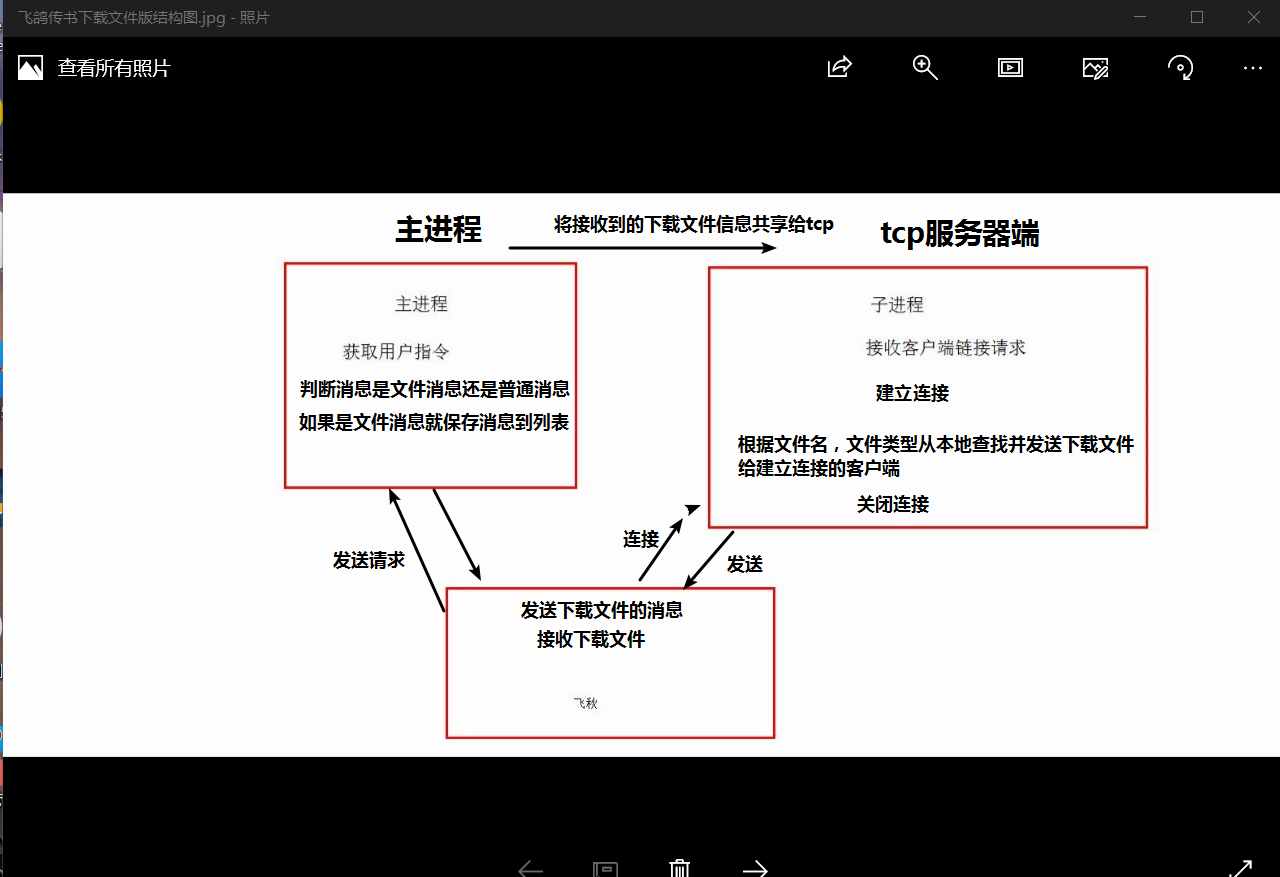 飞鸽传书下载文件版结构图.jpg - 照片
查看所有照片
主进程
将接收到的下载文件信息共享给tcp
tcp服务器端
主进程
获取用户指令
判断消息是文件消息还是普通消息
如果是文件消息就保存消息到列表
子进程
接收客户端链接请求
建立连接
根据文件名，文件类型从本地查找并发送下载文件
给建立连接的客户端
关闭连接
发送请求
连接
发送
发送下载文件的消息
接收下载文件
飞秋